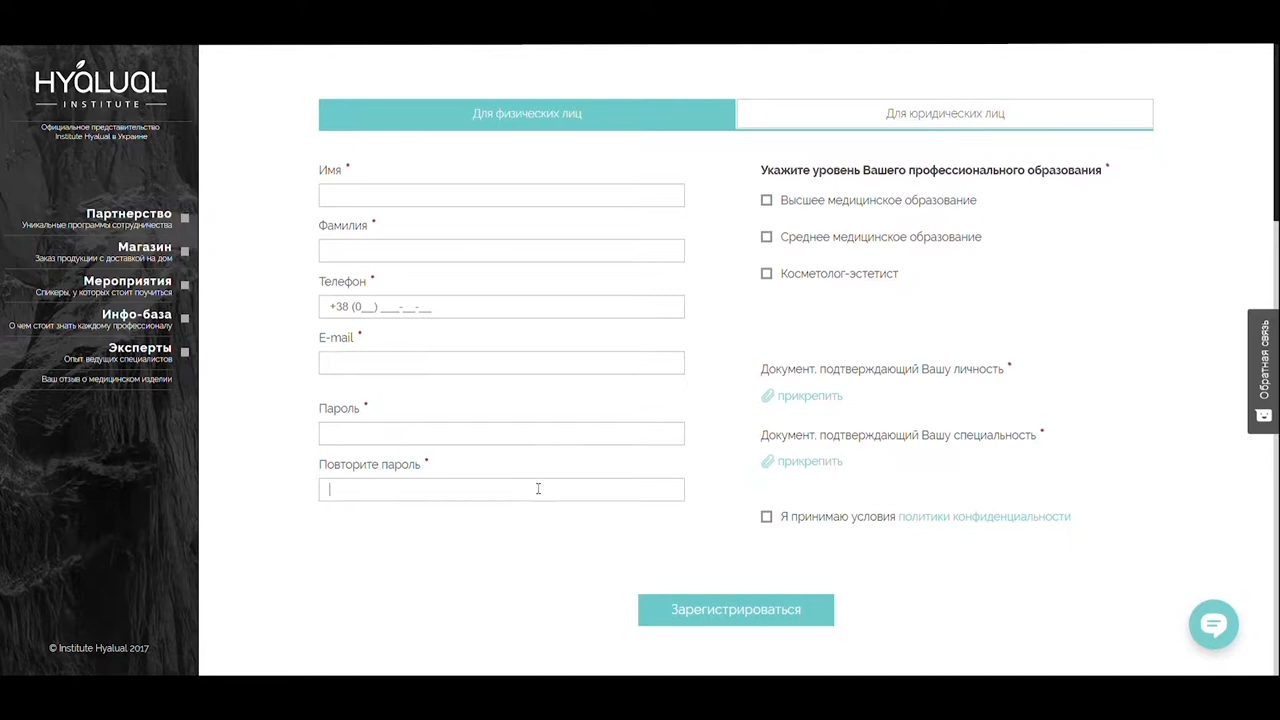 HYALUAL
INSTITUTE
Официальное представительство
Institute Hyalual в Украине
Партнерство
Уникальные программы сотрудничества
Магазин
Заказ продукции с доставкой на дом
Мероприятия
Спикеры, у которых стоит поучиться
Инфо-база
О чем стоит знать каждому профессионалу
Эксперты
Опыт ведущих специалистов
Ваш отзыв о медицинском изделии
© Institute Hyalual 2017
Для физических лиц
Для юридических лиц
Имя *
Фамилия *
Телефон *
+38 (0__) ___-__-__
E-mail *
Пароль *
Повторите пароль *
Укажите уровень Вашего профессионального образования *
Высшее медицинское образование
Среднее медицинское образование
Косметолог-эстетист
Документ, подтверждающий Вашу личность *
прикрепить
Документ, подтверждающий Вашу специальность *
прикрепить
Я принимаю условия политики конфиденциальности
Зарегистрироваться
Обратная связь